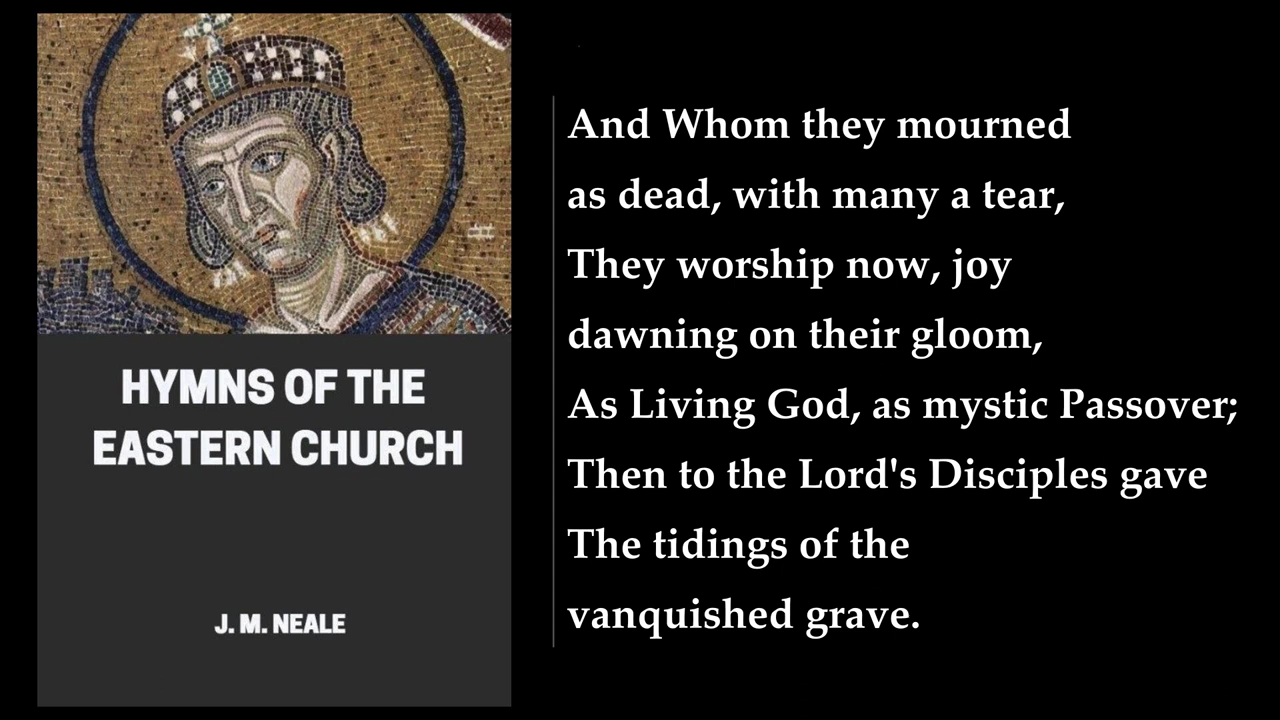 HYMNS OF THE
EASTERN CHURCH
J. M. NEALE
And Whom they mourned
as dead, with many a tear,
They worship now, joy
dawning on their gloom,
As Living God, as mystic Passover;
Then to the Lord's Disciples gave
The tidings of the
vanquished grave.